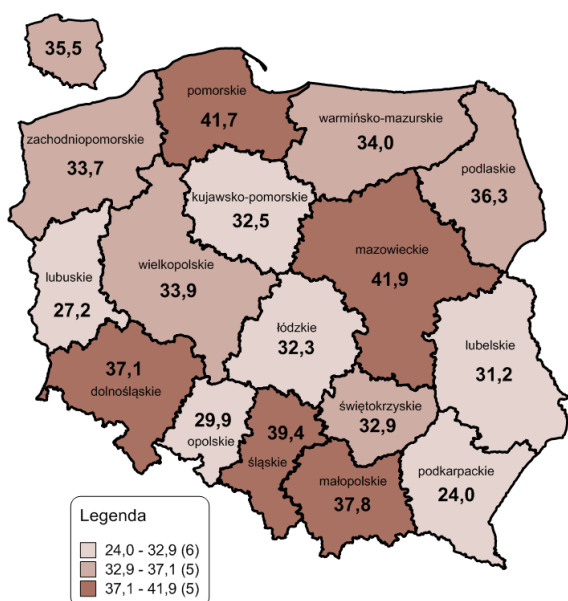 35,5
pomorskie
41,7
warmińsko-mazurskie
34,0
zachodniopomorskie
33,7
podlaskie
36,3
kujawsko-pomorskie
32,5
mazowieckie
41,9
wielkopolskie
33,9
lubuskie
27,2
łódzkie
32,3
lubelskie
31,2
37,1
dolnośląskie
29,9
opolskie
39,4
śląskie
świętokrzyskie
32,9
małopolskie
37,8
podkarpackie
24,0
Legenda
24,0 - 32,9 (6)
32,9 - 37,1 (5)
37,1 - 41,9 (5)